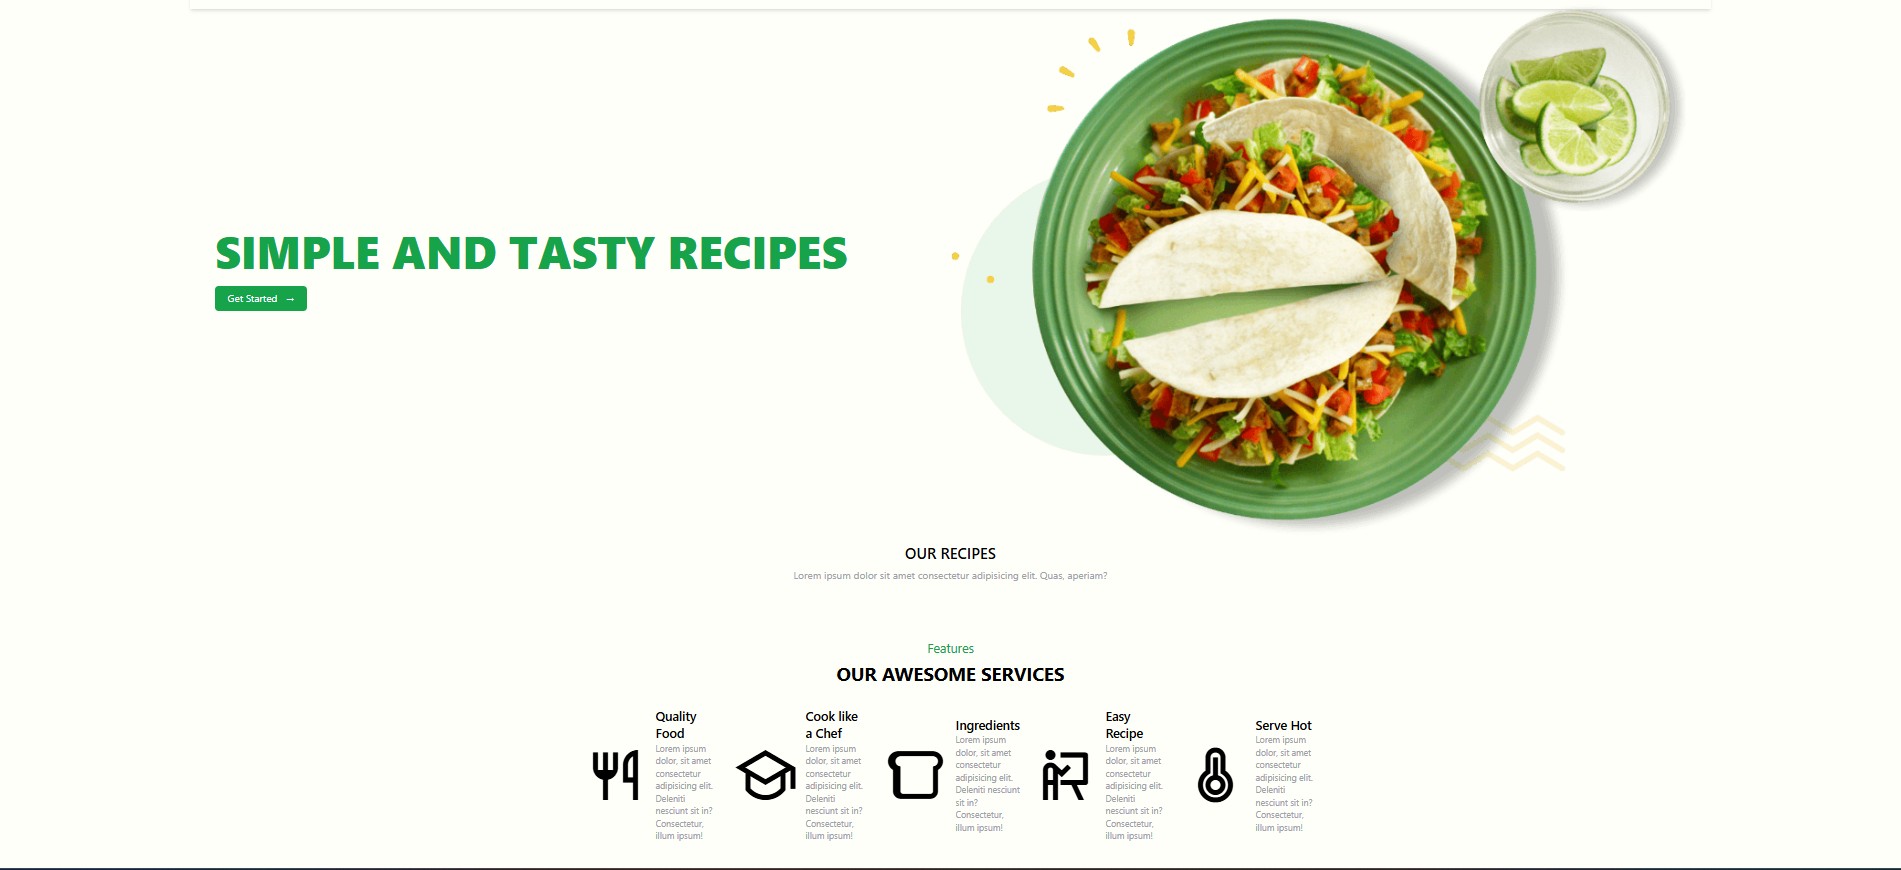 SIMPLE AND TASTY RECIPES
Get Started →
OUR RECIPES
Lorem ipsum dolor sit amet consectetur adipisicing elit. Quas, aperiam?
Features
OUR AWESOME SERVICES
Quality
Food
Lorem ipsum
dolor, sit amet
consectetur
adipisicing elit.
Deleniti
nesciunt sit in?
Consectetur,
illum ipsum!
Cook like
a Chef
Lorem ipsum
dolor, sit amet
consectetur
adipisicing elit.
Deleniti
nesciunt sit in?
Consectetur,
illum ipsum!
Ingredients
Lorem ipsum
dolor, sit amet
consectetur
adipisicing elit.
Deleniti nesciunt
sit in?
Consectetur,
illum ipsum!
Easy
Recipe
Lorem ipsum
dolor, sit amet
consectetur
adipisicing elit.
Deleniti
nesciunt sit in?
Consectetur,
illum ipsum!
Serve Hot
Lorem ipsum
dolor, sit amet
consectetur
adipisicing elit.
Deleniti
nesciunt sit in?
Consectetur,
illum ipsum!